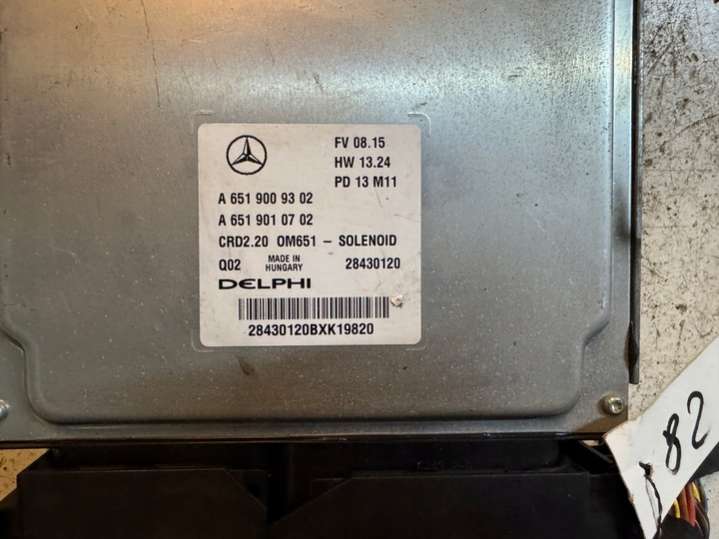 FV 08.15
HW 13.24
PD 13 M11
A 651 900 93 02
A 651 901 07 02
CRD2.20 OM651 – SOLENOID
Q02 MADE IN HUNGARY 28430120
DELPHI
28430120BXK19820
82